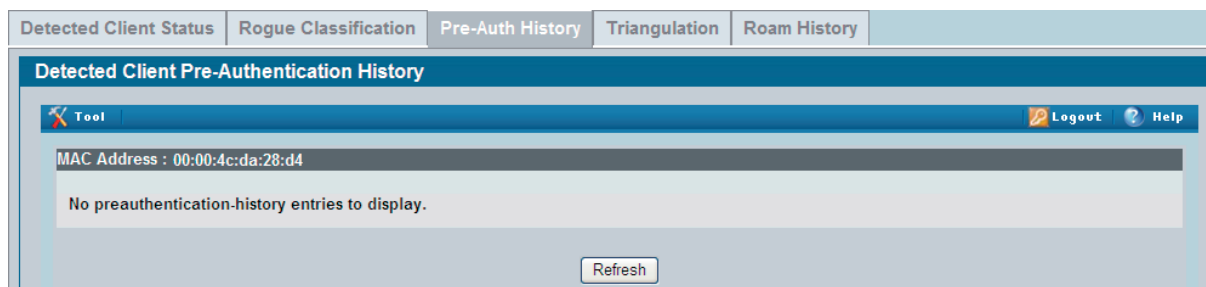 Detected Client Status Rogue Classification Pre-Auth History Triangulation Roam History
Detected Client Pre-Authentication History
Tool Logout Help
MAC Address : 00:00:4c:da:28:d4
No preauthentication-history entries to display.
Refresh